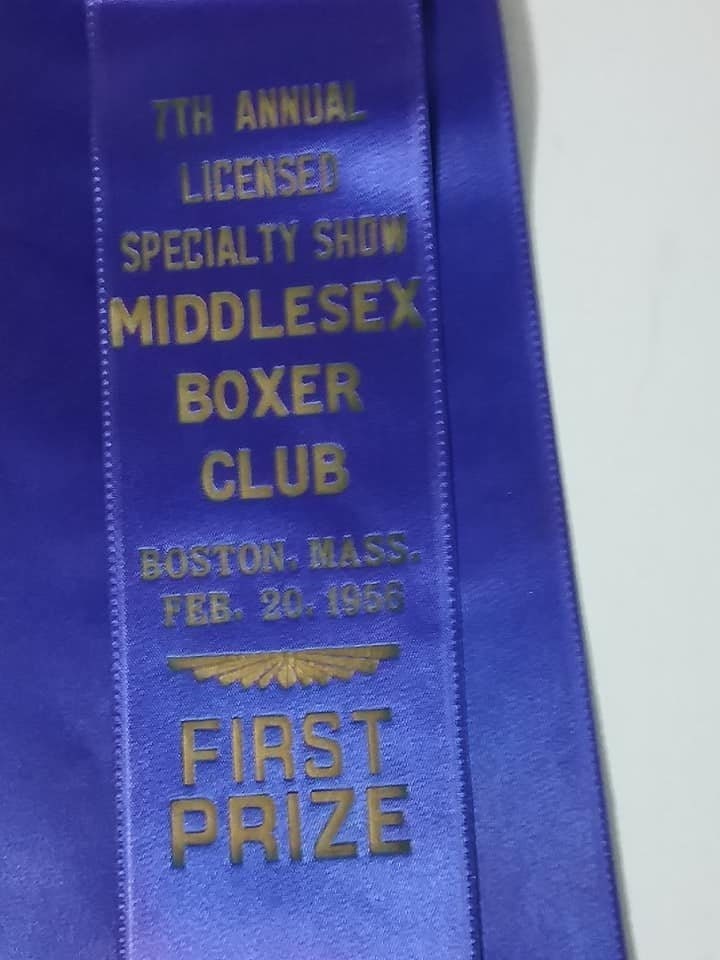 7TH ANNUAL
LICENSED
SPECIALTY SHOW
MIDDLESEX
BOXER
CLUB
BOSTON, MASS.
FEB. 20, 1956
FIRST
PRIZE